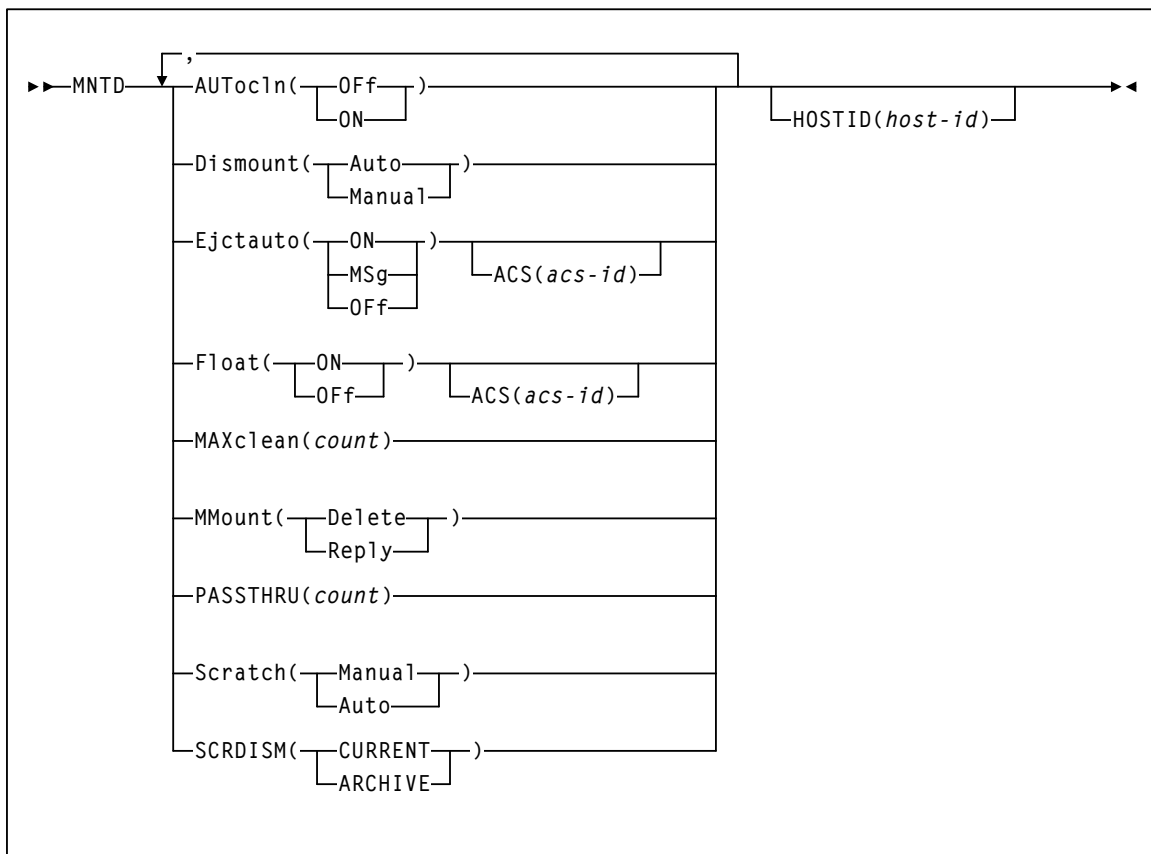 ,
MNTD AUTocln( OFf )
ON
HOSTID(host-id)
Dismount( Auto )
Manual
Ejctauto( ON )
MSg
OFf
ACS(acs-id)
Float( ON )
OFf
ACS(acs-id)
MAXclean(count)
MMount( Delete )
Reply
PASSTHRU(count)
Scratch( Manual )
Auto
SCRDISM( CURRENT )
ARCHIVE